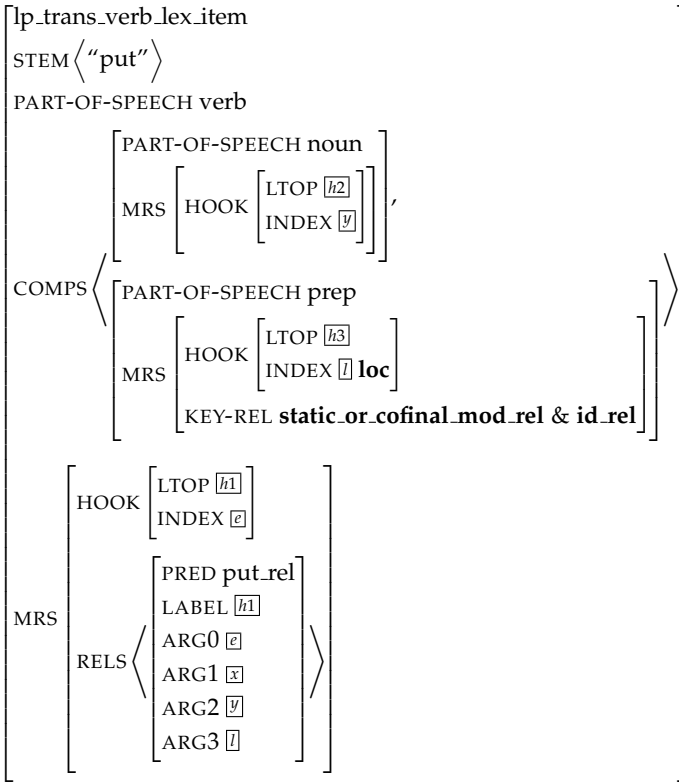 lp_trans_verb_lex_item
STEM ⟨“put”⟩
PART-OF-SPEECH verb
PART-OF-SPEECH noun
MRS [HOOK [LTOP h2
INDEX y]] ,
COMPS ⟨
PART-OF-SPEECH prep
MRS [HOOK [LTOP h3
INDEX l loc]
KEY-REL static_or_cofinal_mod_rel & id_rel] ⟩
MRS [HOOK [LTOP h1
INDEX e]
RELS ⟨ [PRED put_rel
LABEL h1
ARG0 e
ARG1 x
ARG2 y
ARG3 l] ⟩]